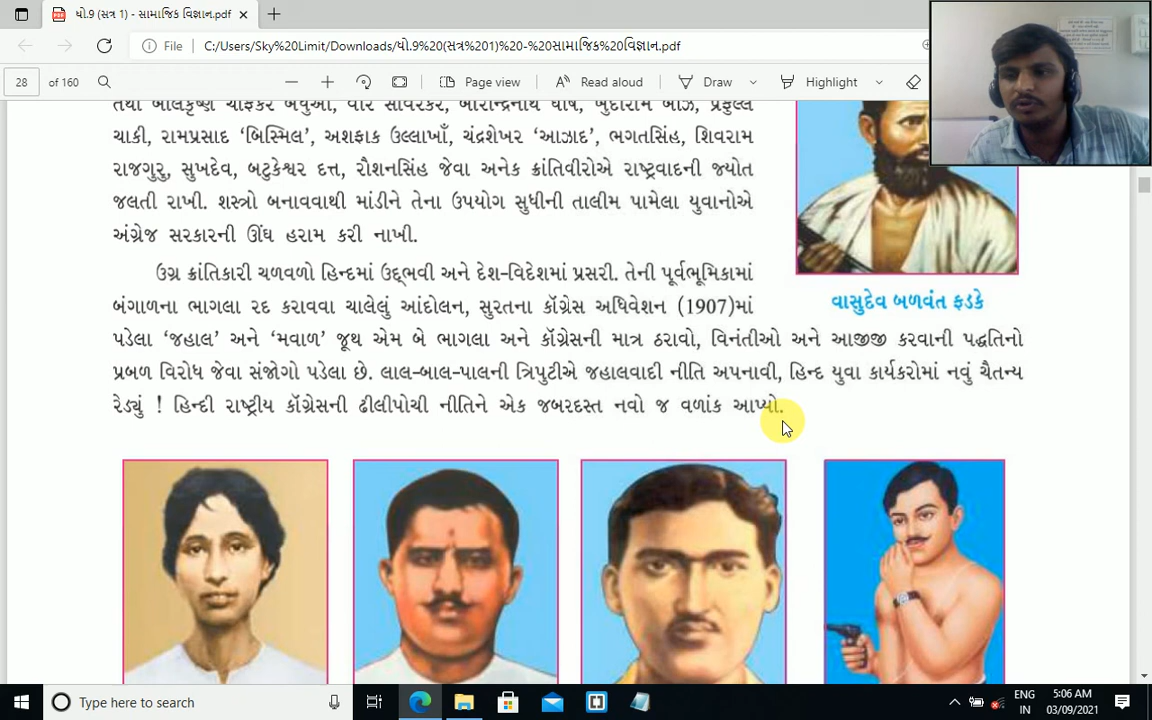 ધો.9 (સત્ર 1) - સામાજિક વિજ્ઞાન.pdf
File C:/Users/Sky%20Limit/Downloads/ધો.9%20(સત્ર%201)%20-%20સામાજિક%20વિજ્ઞાન.pdf
28 of 160 Page view Read aloud Draw Highlight
તથા બાલકૃષ્ણ ચાફેકર બંધુઓ, વીર સાવરકર, બારીન્દ્રનાથ ઘોષ, ખુદીરામ બોઝ, પ્રફુલ્લ
ચાકી, રામપ્રસાદ ‘બિસ્મિલ’, અશફાક ઉલ્લાખાઁ, ચંદ્રશેખર ‘આઝાદ’, ભગતસિંહ, શિવરામ
રાજગુરુ, સુખદેવ, બટુકેશ્વર દત્ત, રૌશનસિંહ જેવા અનેક ક્રાંતિવીરોએ રાષ્ટ્રવાદની જ્યોત
જલતી રાખી. શસ્ત્રો બનાવવાથી માંડીને તેના ઉપયોગ સુધીની તાલીમ પામેલા યુવાનોએ
અંગ્રેજ સરકારની ઊંઘ હરામ કરી નાખી.
ઉગ્ર ક્રાંતિકારી ચળવળો હિન્દમાં ઉદ્ભવી અને દેશ-વિદેશમાં પ્રસરી. તેની પૂર્વભૂમિકામાં
બંગાળના ભાગલા રદ કરાવવા ચાલેલું આંદોલન, સુરતના કૉંગ્રેસ અધિવેશન (1907)માં
વાસુદેવ બળવંત ફડકે
પડેલા ‘જહાલ’ અને ‘મવાળ’ જૂથ એમ બે ભાગલા અને કૉંગ્રેસની માત્ર ઠરાવો, વિનંતીઓ અને આજીજી કરવાની પદ્ધતિનો
પ્રબળ વિરોધ જેવા સંજોગો પડેલા છે. લાલ-બાલ-પાલની ત્રિપુટીએ જહાલવાદી નીતિ અપનાવી, હિન્દ યુવા કાર્યકરોમાં નવું ચૈતન્ય
રેડ્યું ! હિન્દી રાષ્ટ્રીય કૉંગ્રેસની ઢીલીપોચી નીતિને એક જબરદસ્ત નવો જ વળાંક આપ્યો.
Type here to search
ENG 5:06 AM
IN 03/09/2021